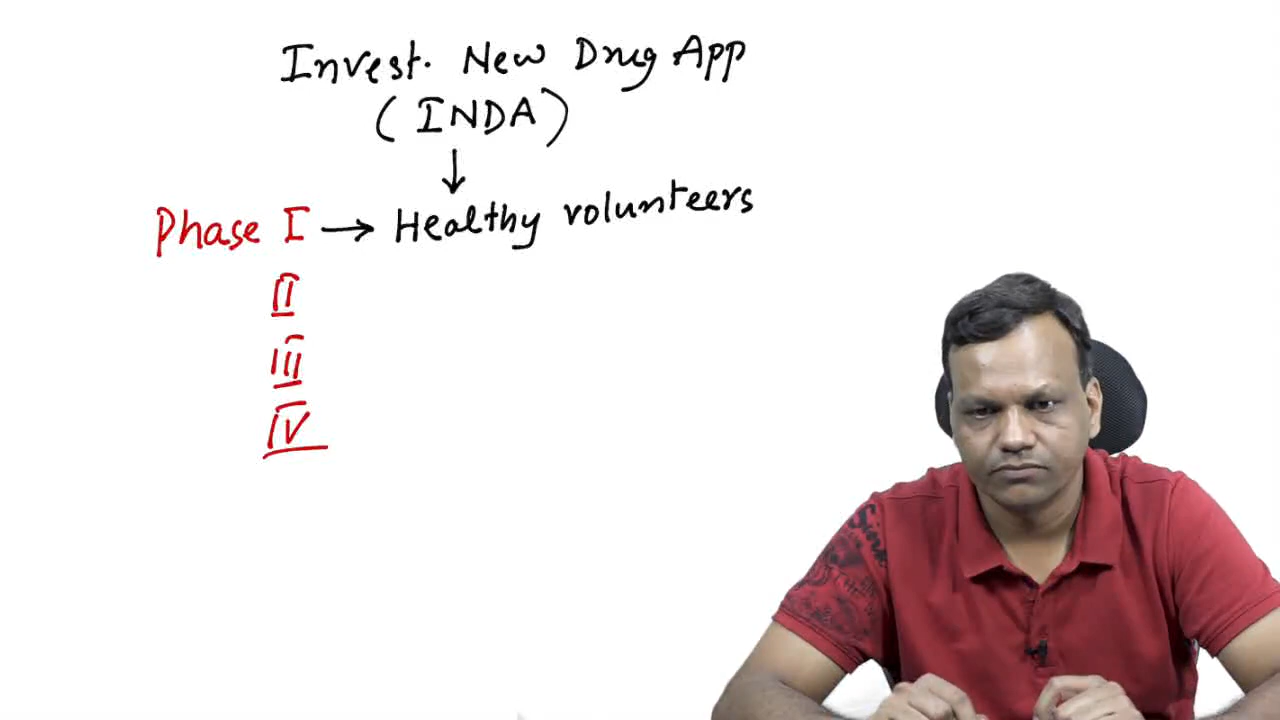 Invest. New Drug App
(INDA)
↓
Phase I → Healthy volunteers
II
III
IV